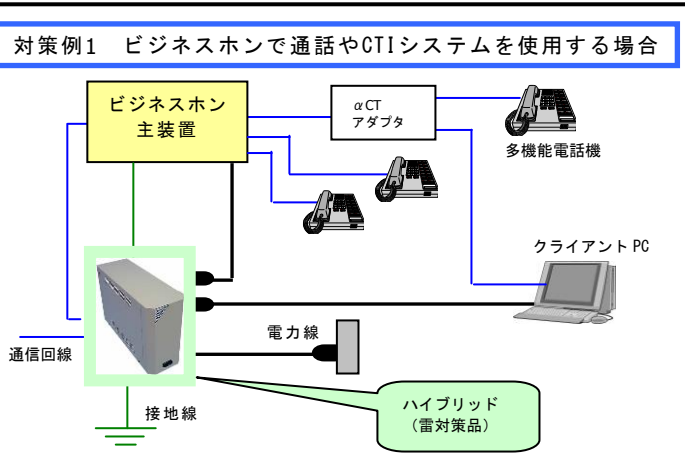 対策例1 ビジネスホンで通話やCTIシステムを使用する場合
ビジネスホン
主装置
αCT
アダプタ
多機能電話機
クライアントPC
通信回線
電力線
接地線
ハイブリッド
(雷対策品)